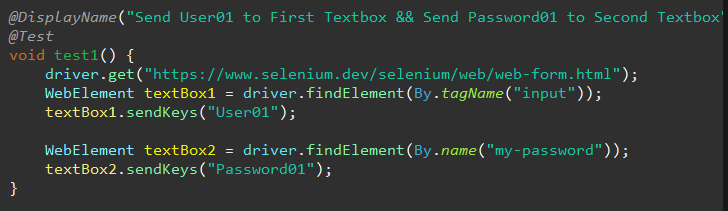 @DisplayName("Send User01 to First Textbox && Send Password01 to Second Textbox"
@Test
void test1() {
    driver.get("https://www.selenium.dev/selenium/web/web-form.html");
    WebElement textBox1 = driver.findElement(By.tagName("input"));
    textBox1.sendKeys("User01");

    WebElement textBox2 = driver.findElement(By.name("my-password"));
    textBox2.sendKeys("Password01");
}